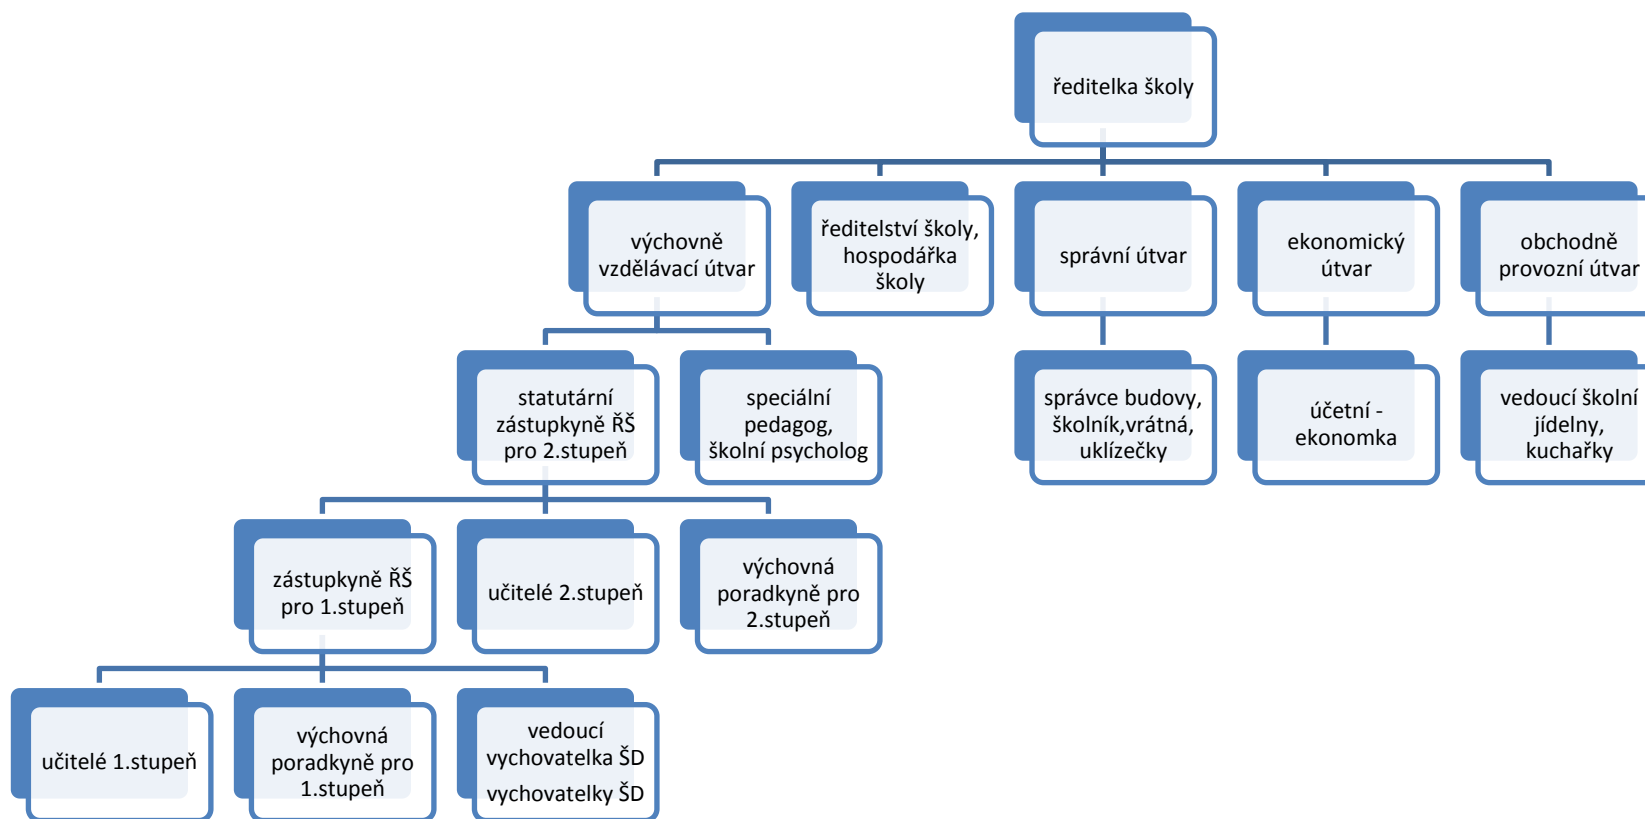 ředitelka školy
výchovně
vzdělávací útvar
ředitelství školy,
hospodářka
školy
správní útvar
ekonomický
útvar
obchodně
provozní útvar
statutární
zástupkyně ŘŠ
pro 2.stupeň
speciální
pedagog,
školní psycholog
správce budovy,
školník,vrátná,
uklízečky
účetní -
ekonomka
vedoucí školní
jídelny,
kuchařky
zástupkyně ŘŠ
pro 1.stupeň
učitelé 2.stupeň
výchovná
poradkyně pro
2.stupeň
učitelé 1.stupeň
výchovná
poradkyně pro
1.stupeň
vedoucí
vychovatelka ŠD
vychovatelky ŠD